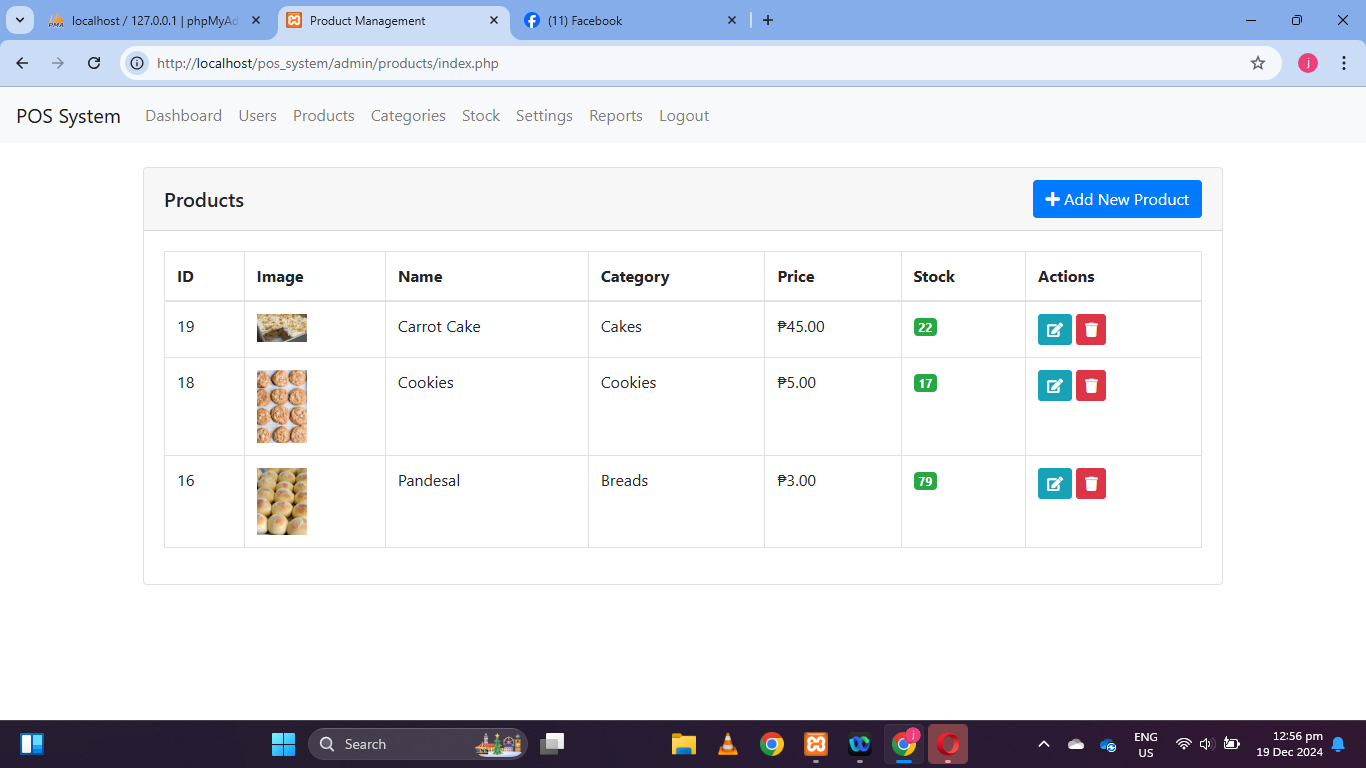 localhost / 127.0.0.1 | phpMyAd
Product Management
(11) Facebook
http://localhost/pos_system/admin/products/index.php
j
POS System Dashboard Users Products Categories Stock Settings Reports Logout
Products
Add New Product
ID Image Name Category Price Stock Actions
19 Carrot Cake Cakes ₱45.00 22
18 Cookies Cookies ₱5.00 17
16 Pandesal Breads ₱3.00 79
Search
j
ENG
US
12:56 pm
19 Dec 2024